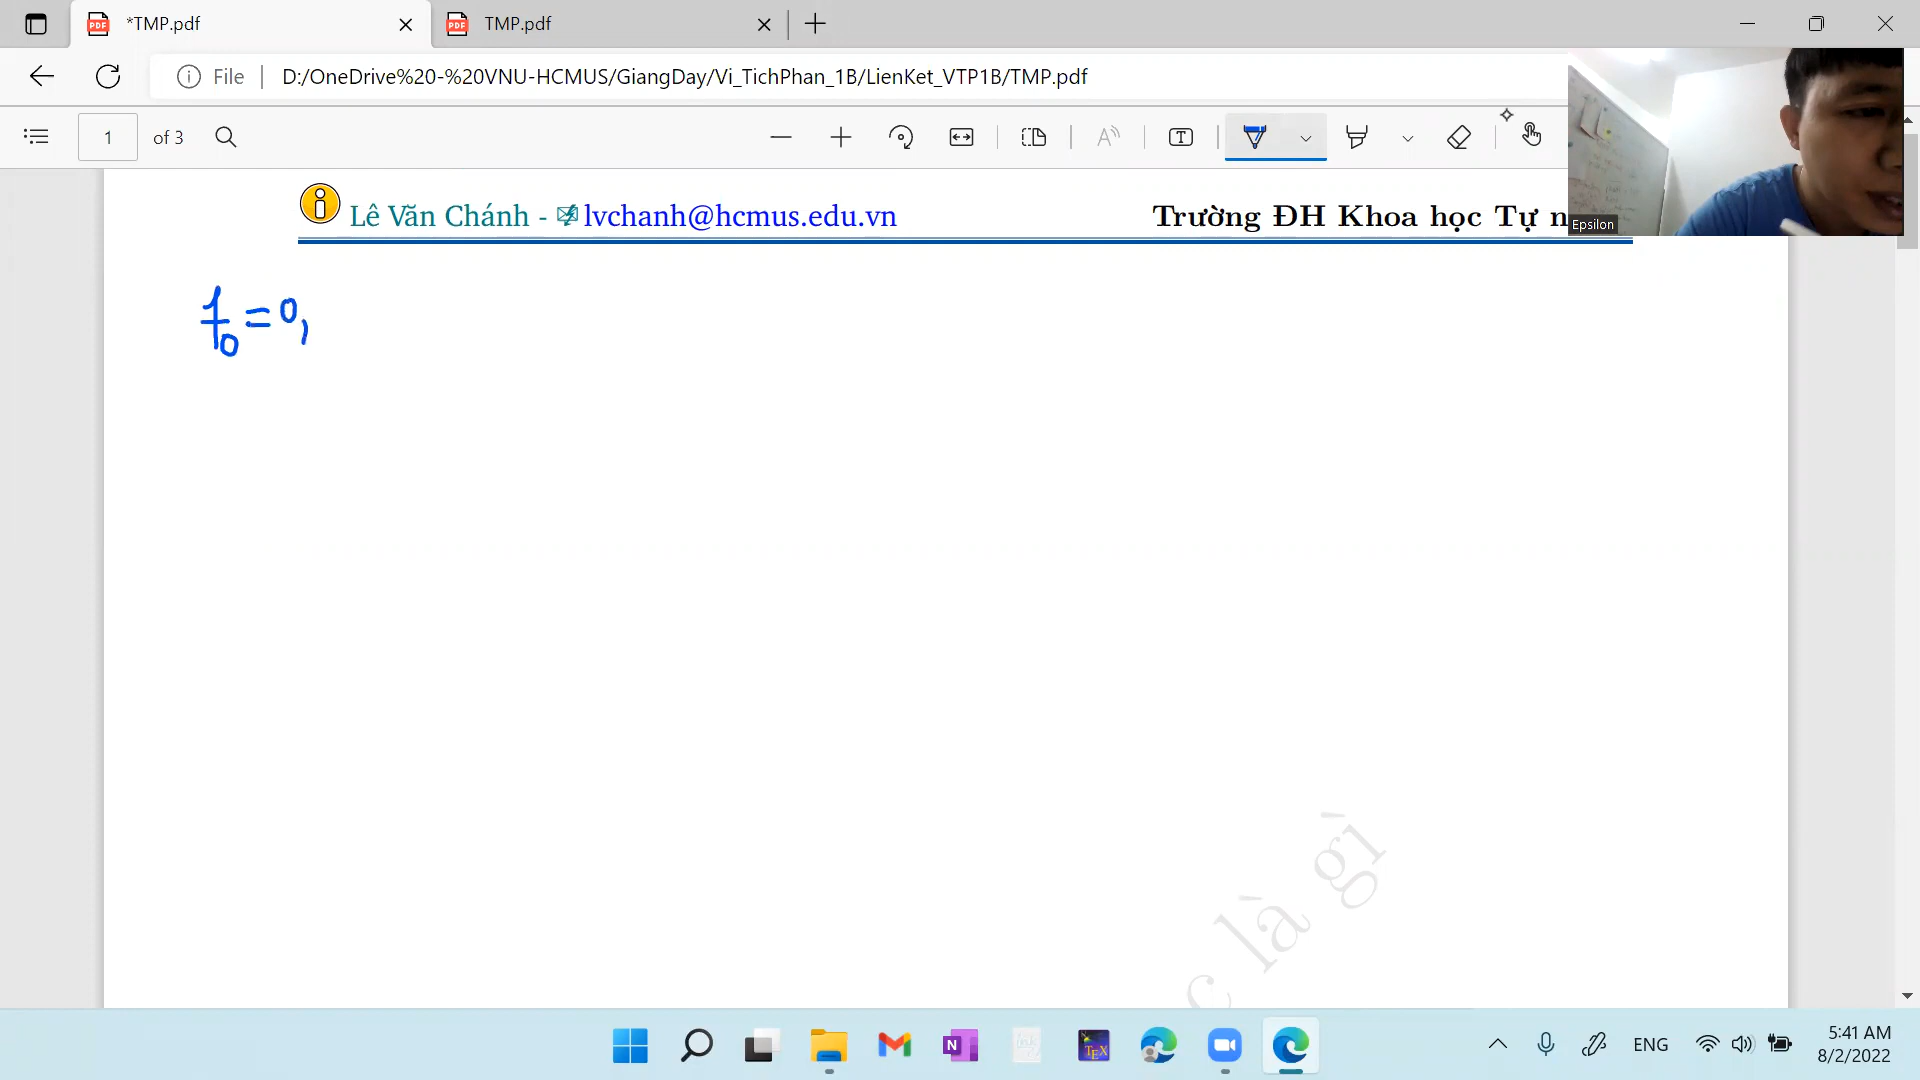 *TMP.pdf
TMP.pdf
File
D:/OneDrive%20-%20VNU-HCMUS/GiangDay/Vi_TichPhan_1B/LienKet_VTP1B/TMP.pdf
1 of 3
Lê Văn Chánh - lvchanh@hcmus.edu.vn
Trường ĐH Khoa học Tự n
Epsilon
f₀ = 0,
c là gì
ENG
5:41 AM
8/2/2022